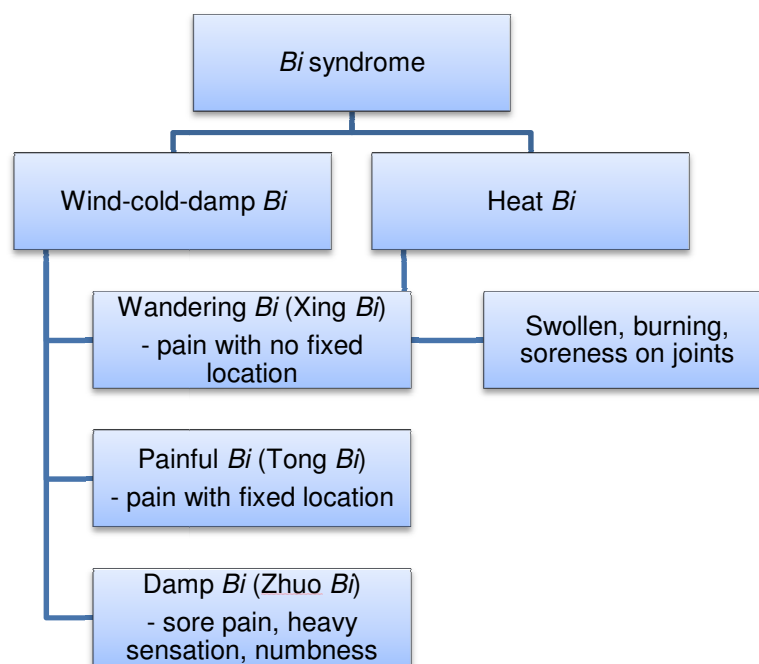 Bi syndrome
Wind-cold-damp Bi
Heat Bi
Wandering Bi (Xing Bi)
- pain with no fixed
location
Swollen, burning,
soreness on joints
Painful Bi (Tong Bi)
- pain with fixed location
Damp Bi (Zhuo Bi)
- sore pain, heavy
sensation, numbness